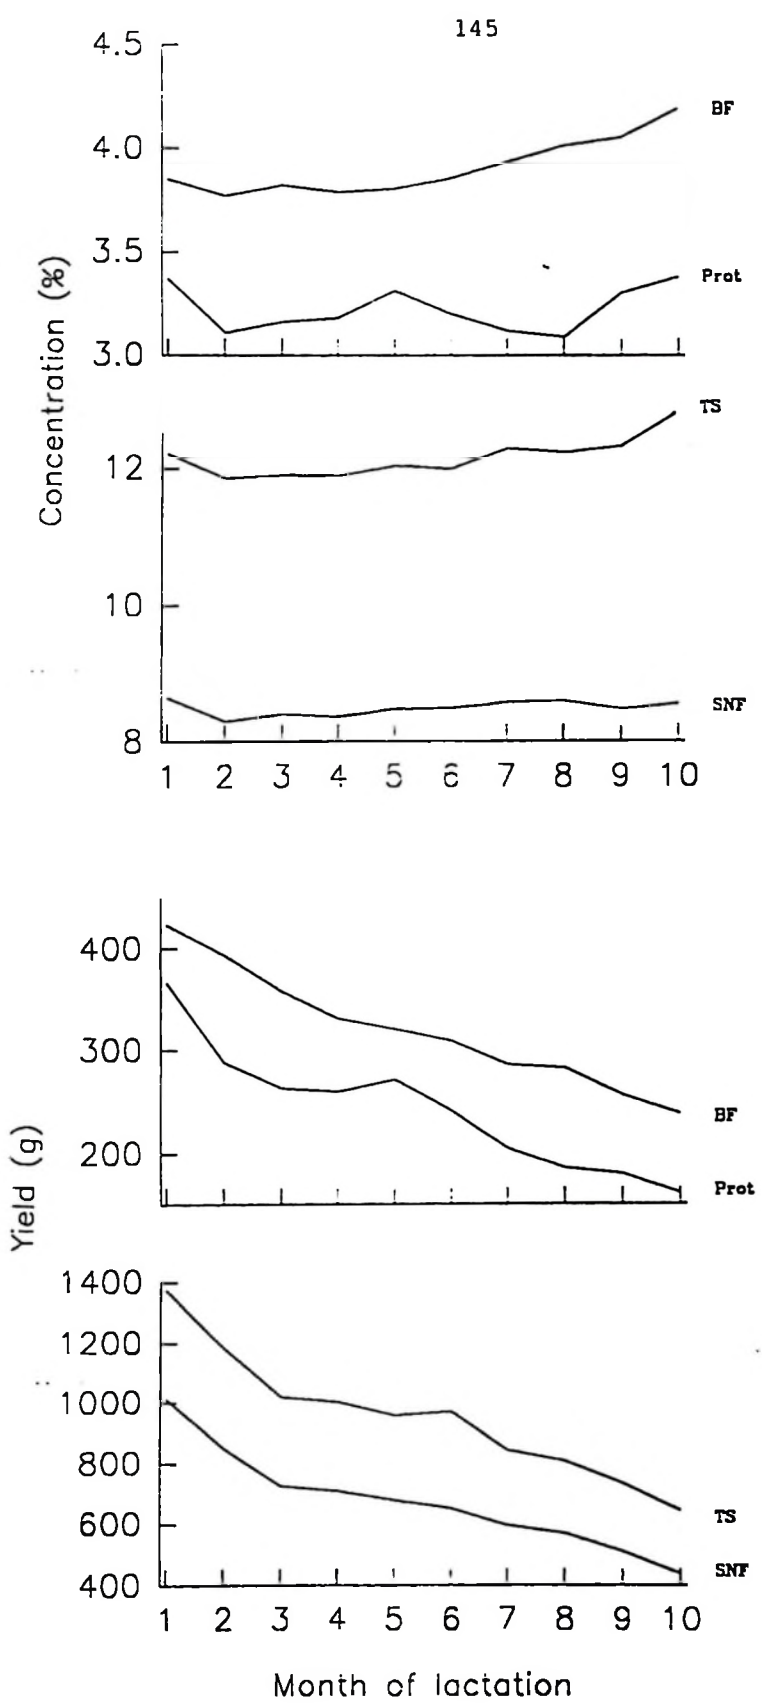 145
4.5
BF
4.0
3.5
Prot
3.0
TS
12
10
SNF
8
1 2 3 4 5 6 7 8 9 10
Concentration (%)
400
300
BF
200
Prot
1400
1200
1000
800
600
TS
SNF
400
1 2 3 4 5 6 7 8 9 10
Yield (g)
Month of lactation